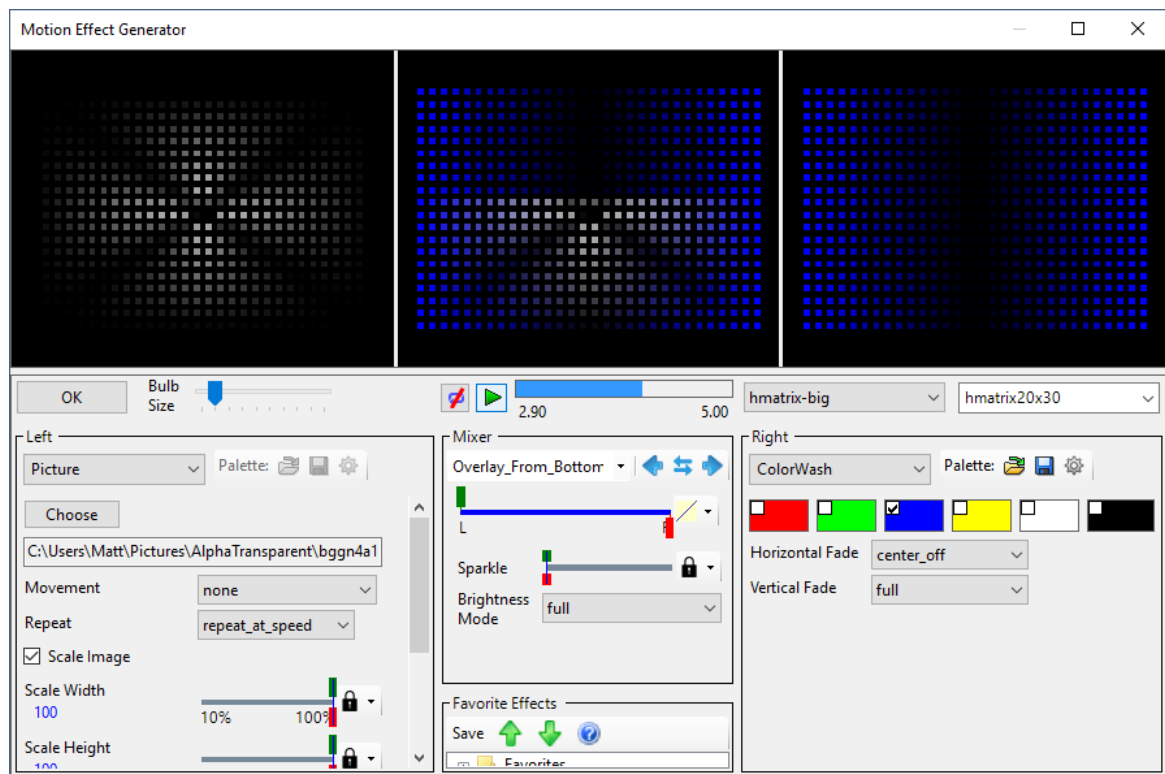 Motion Effect Generator
OK
Bulb
Size
2.90
5.00
hmatrix-big
hmatrix20x30
Left
Picture
Palette:
Choose
C:\Users\Matt\Pictures\AlphaTransparent\bggn4a1
Movement
none
Repeat
repeat_at_speed
Scale Image
Scale Width
100
10%
100%
Scale Height
100
Mixer
Overlay_From_Bottom
L
Sparkle
Brightness
Mode
full
Favorite Effects
Save
Favorites
Right
ColorWash
Palette:
Horizontal Fade
center_off
Vertical Fade
full